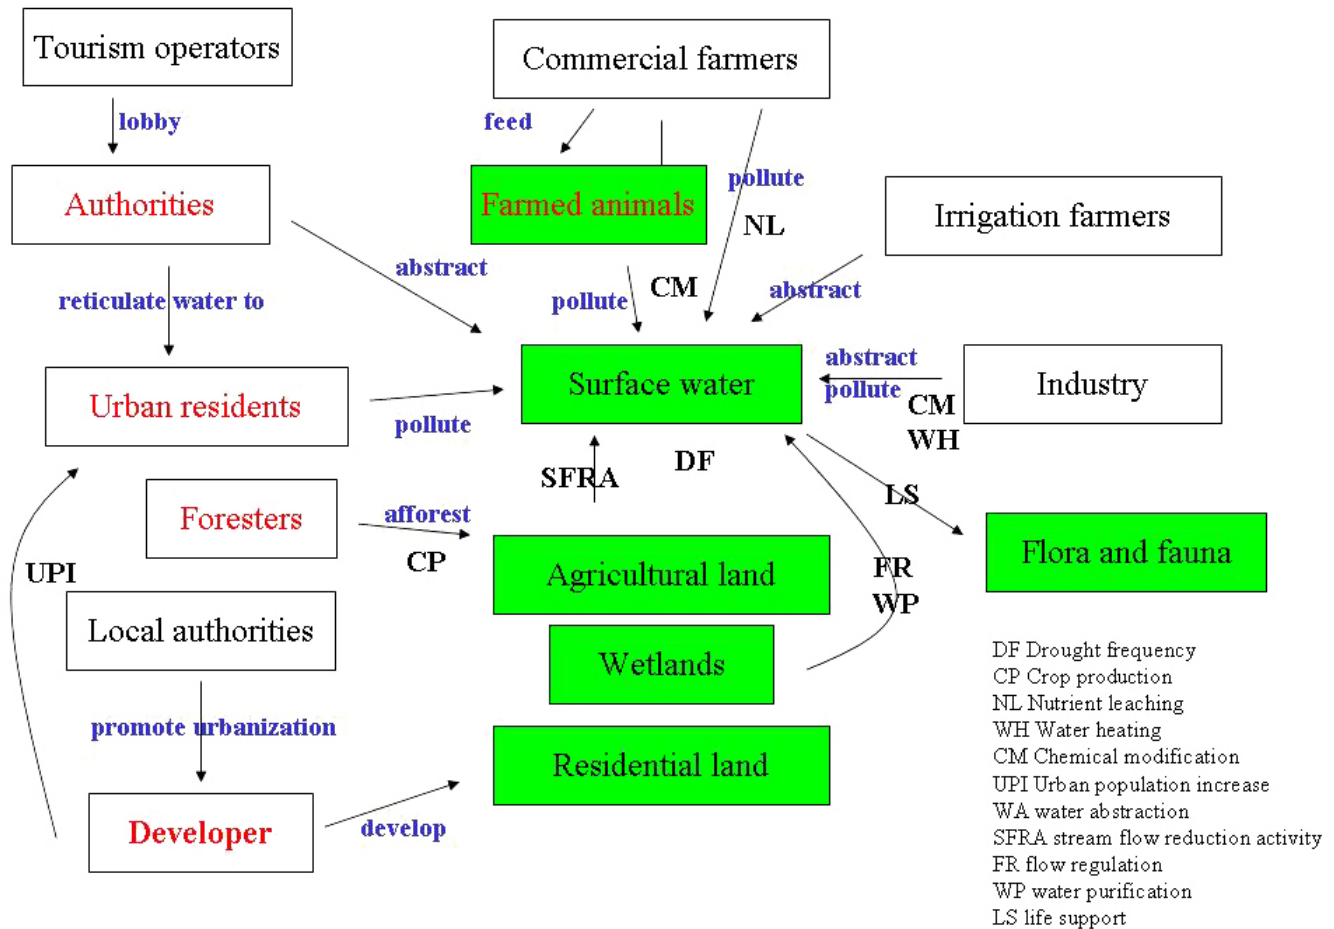 Tourism operators
Commercial farmers
lobby
feed
Authorities
Farmed animals
pollute
NL
Irrigation farmers
abstract
reticulate water to
pollute
CM
abstract
Surface water
abstract
pollute
CM
WH
Industry
Urban residents
pollute
SFRA
DF
LS
Foresters
afforest
CP
Agricultural land
FR
WP
Flora and fauna
UPI
Local authorities
Wetlands
promote urbanization
Residential land
Developer
develop
DF Drought frequency
CP Crop production
NL Nutrient leaching
WH Water heating
CM Chemical modification
UPI Urban population increase
WA water abstraction
SFRA stream flow reduction activity
FR flow regulation
WP water purification
LS life support